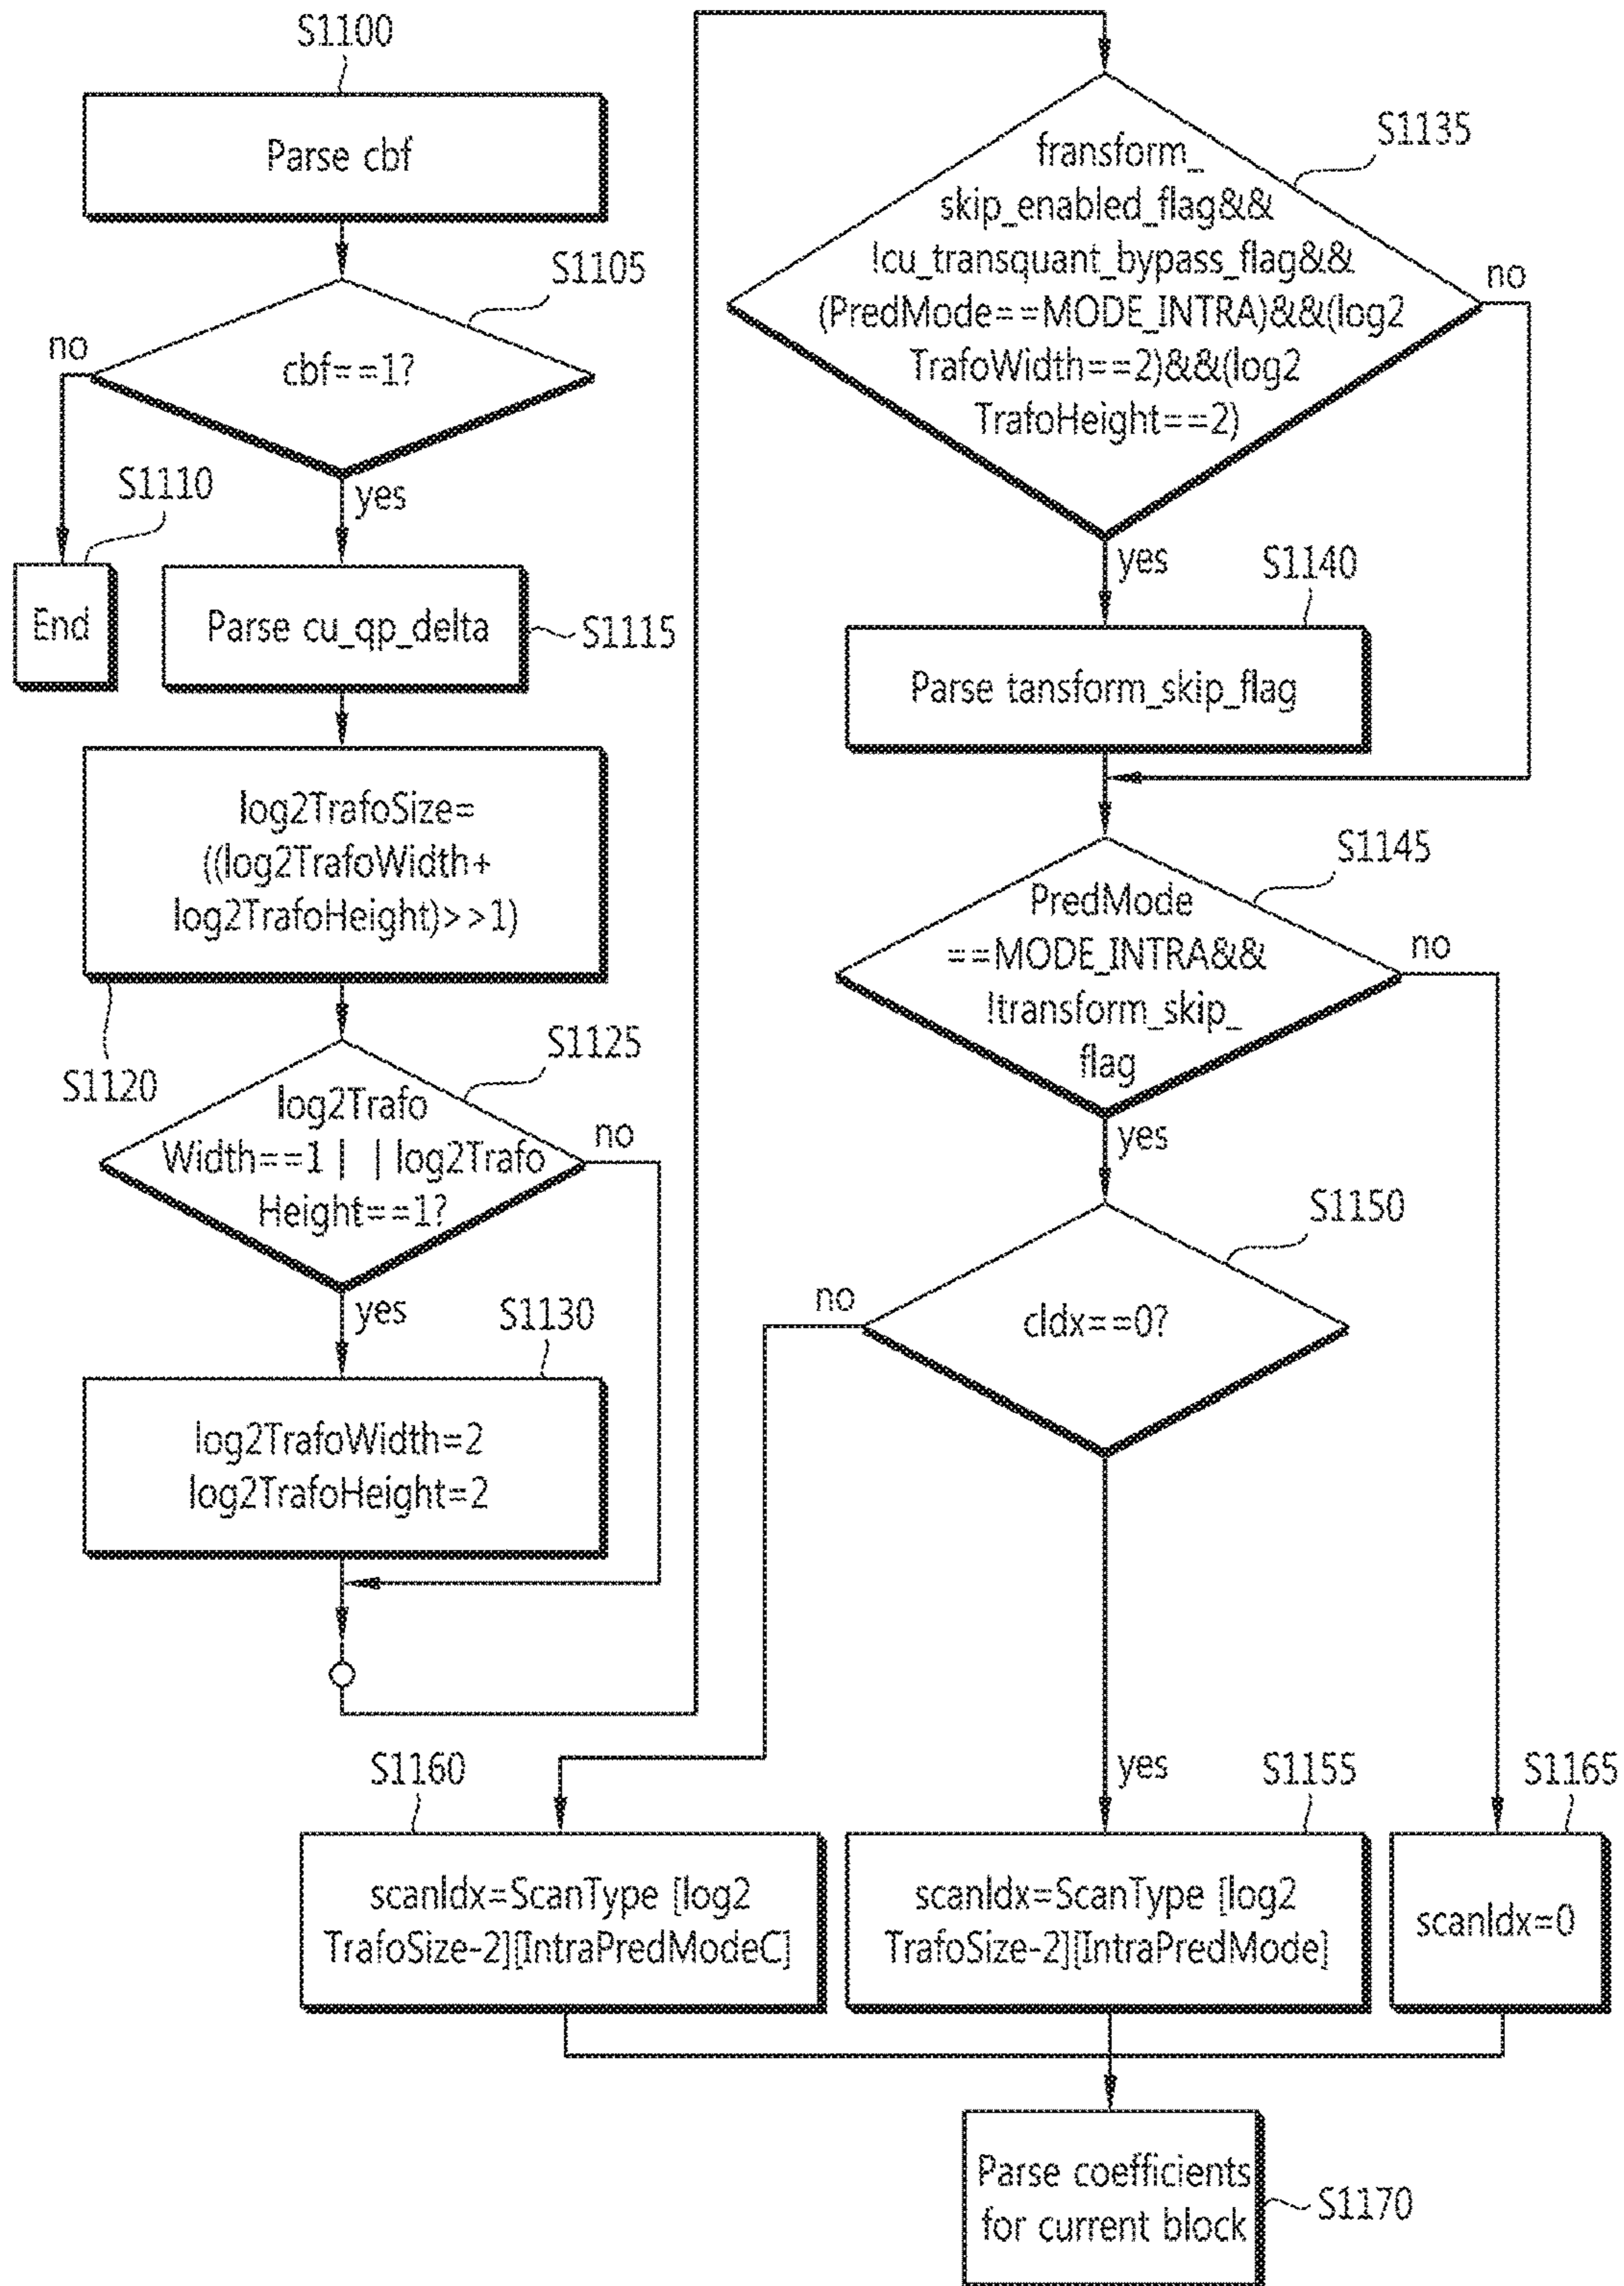 S1100
Parse cbf
S1105
no
cbf==1?
yes
S1110
End
Parse cu_qp_delta
S1115
log2TrafoSize=
((log2TrafoWidth+
log2TrafoHeight)>>1)
S1120
S1125
log2Trafo
Width==1 | | log2Trafo
Height==1?
no
yes
S1130
log2TrafoWidth=2
log2TrafoHeight=2
S1135
fransform_
skip_enabled_flag&&
!cu_transquant_bypass_flag&&
(PredMode==MODE_INTRA)&&(log2
TrafoWidth==2)&&(log2
TrafoHeight==2)
no
yes
S1140
Parse tansform_skip_flag
S1145
PredMode
==MODE_INTRA&&
!transform_skip_
flag
no
yes
S1150
no
cIdx==0?
yes
S1160
scanIdx=ScanType [log2
TrafoSize-2][IntraPredModeC]
S1155
scanIdx=ScanType [log2
TrafoSize-2][IntraPredMode]
S1165
scanIdx=0
Parse coefficients
for current block
S1170